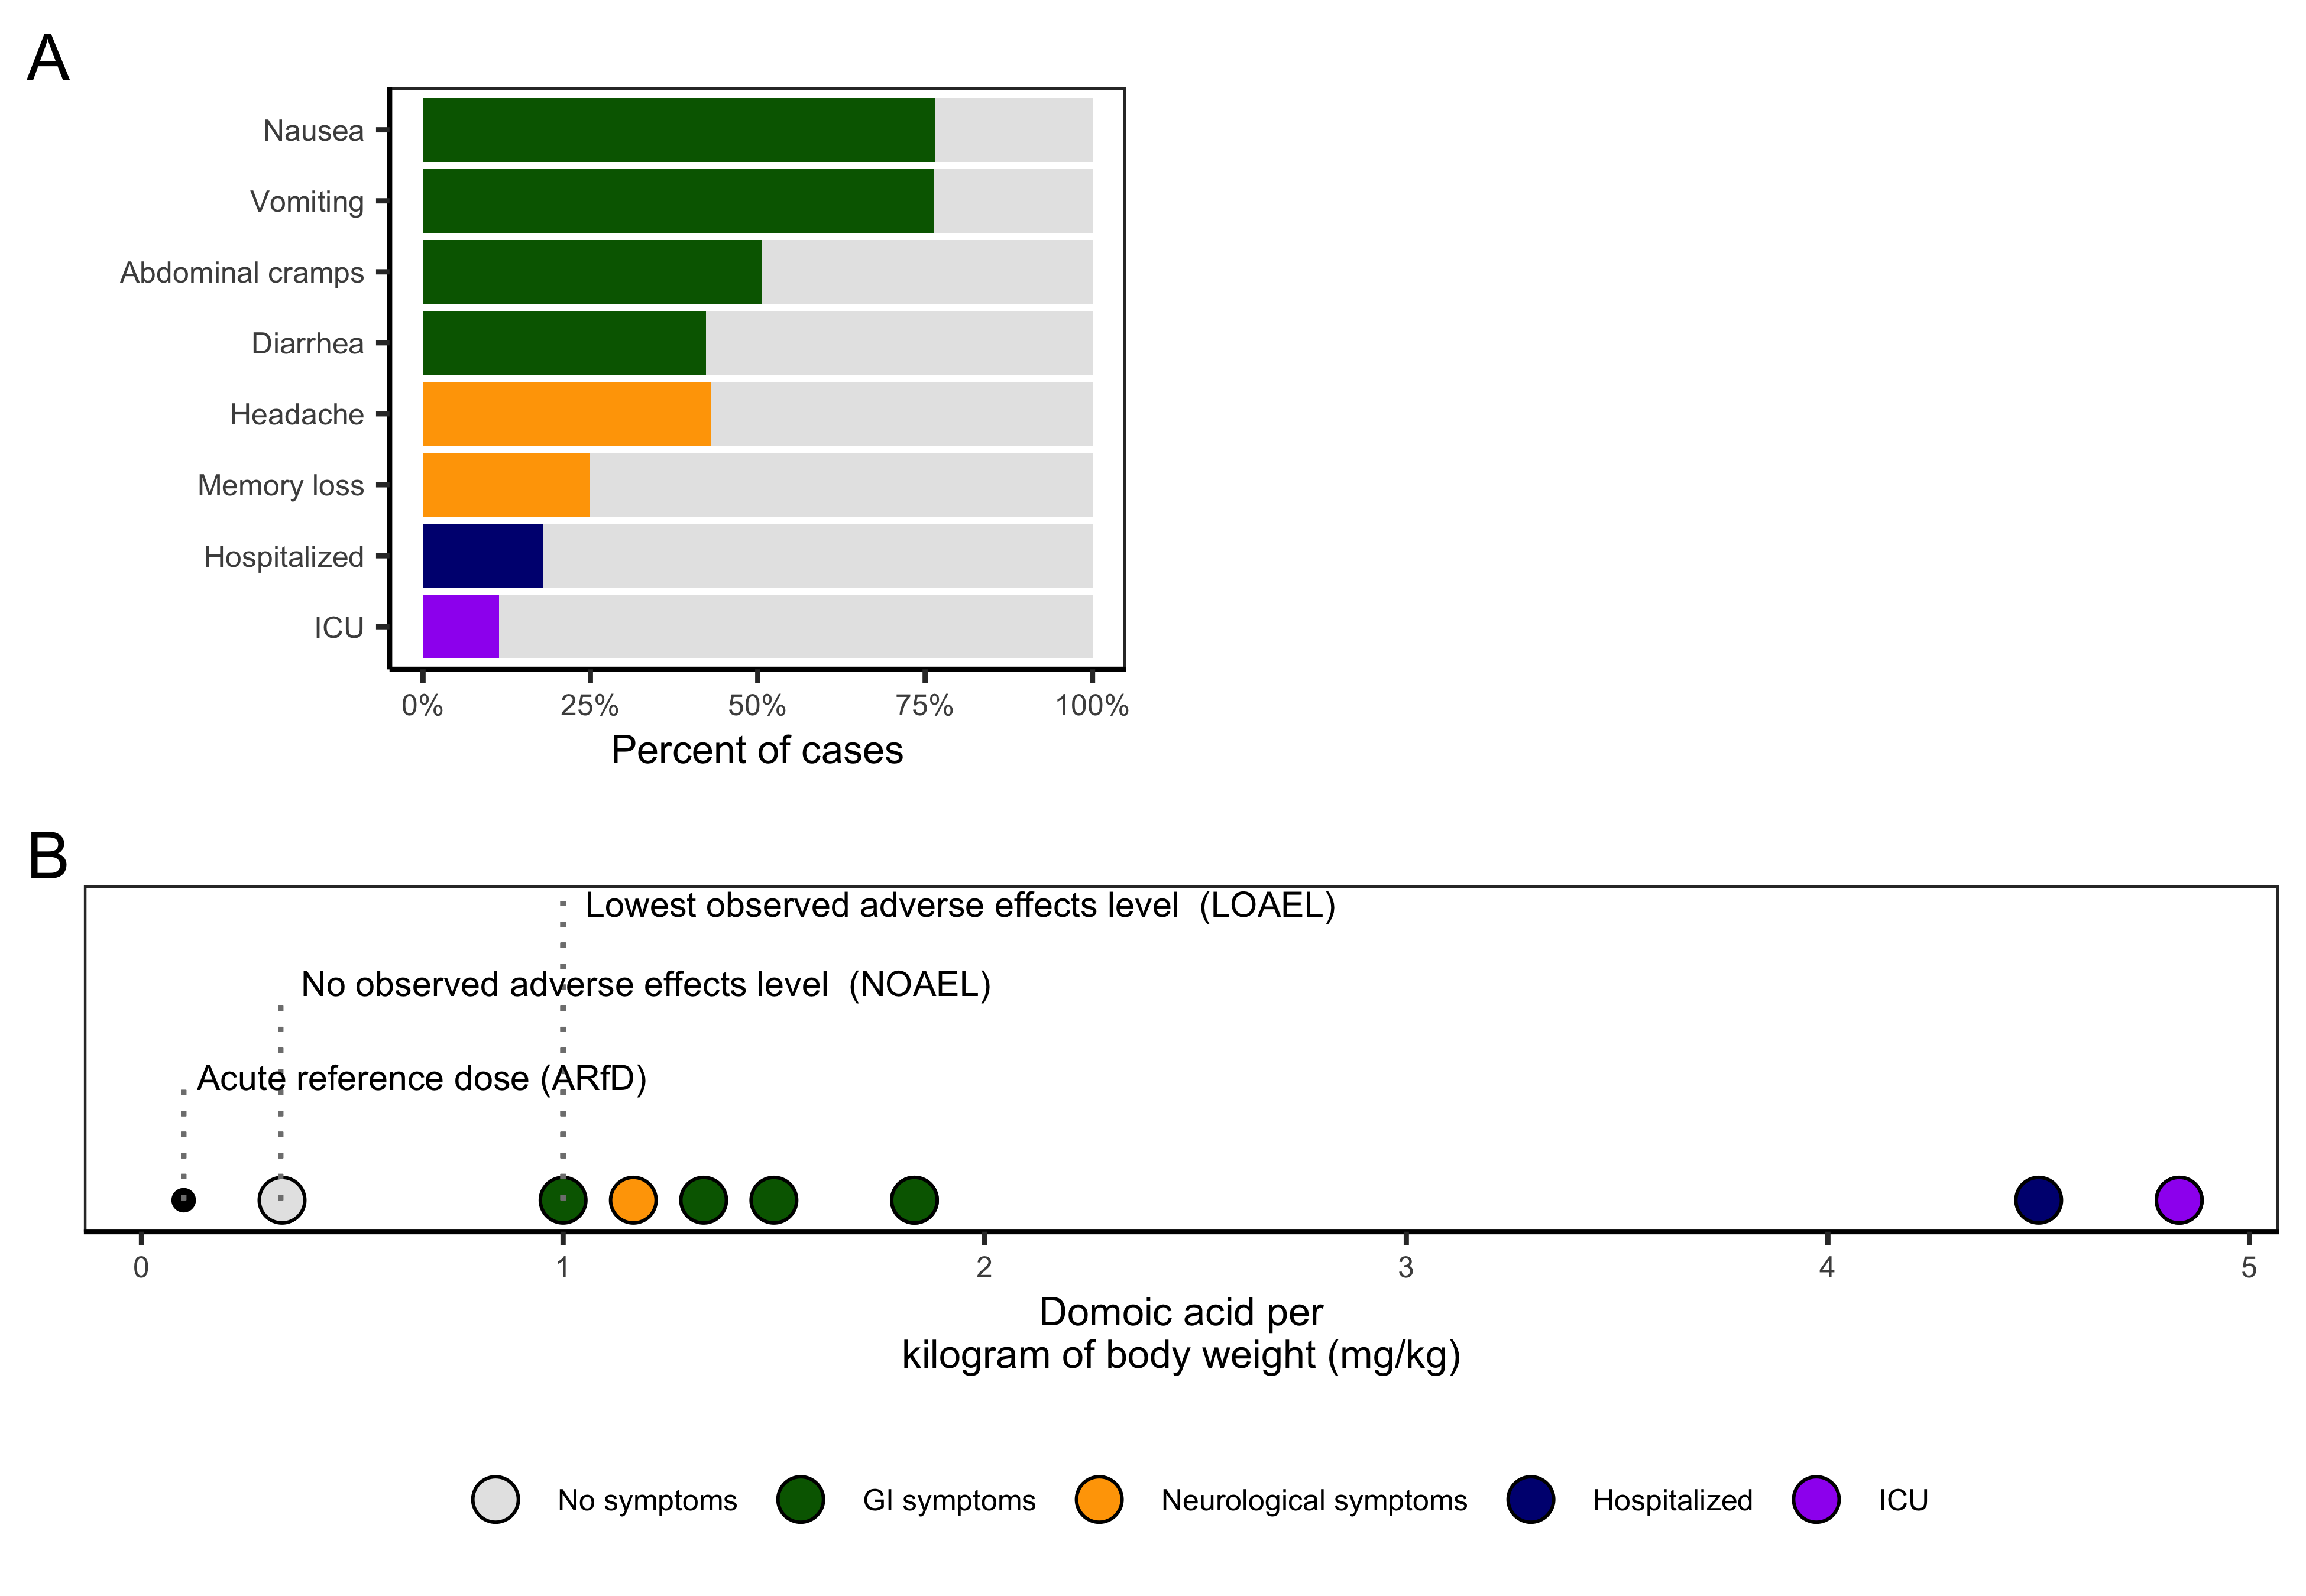 A
Nausea
Vomiting
Abdominal cramps
Diarrhea
Headache
Memory loss
Hospitalized
ICU
0% 25% 50% 75% 100%
Percent of cases
B
Lowest observed adverse effects level  (LOAEL)
No observed adverse effects level  (NOAEL)
Acute reference dose (ARfD)
0 1 2 3 4 5
Domoic acid per
kilogram of body weight (mg/kg)
No symptoms GI symptoms Neurological symptoms Hospitalized ICU